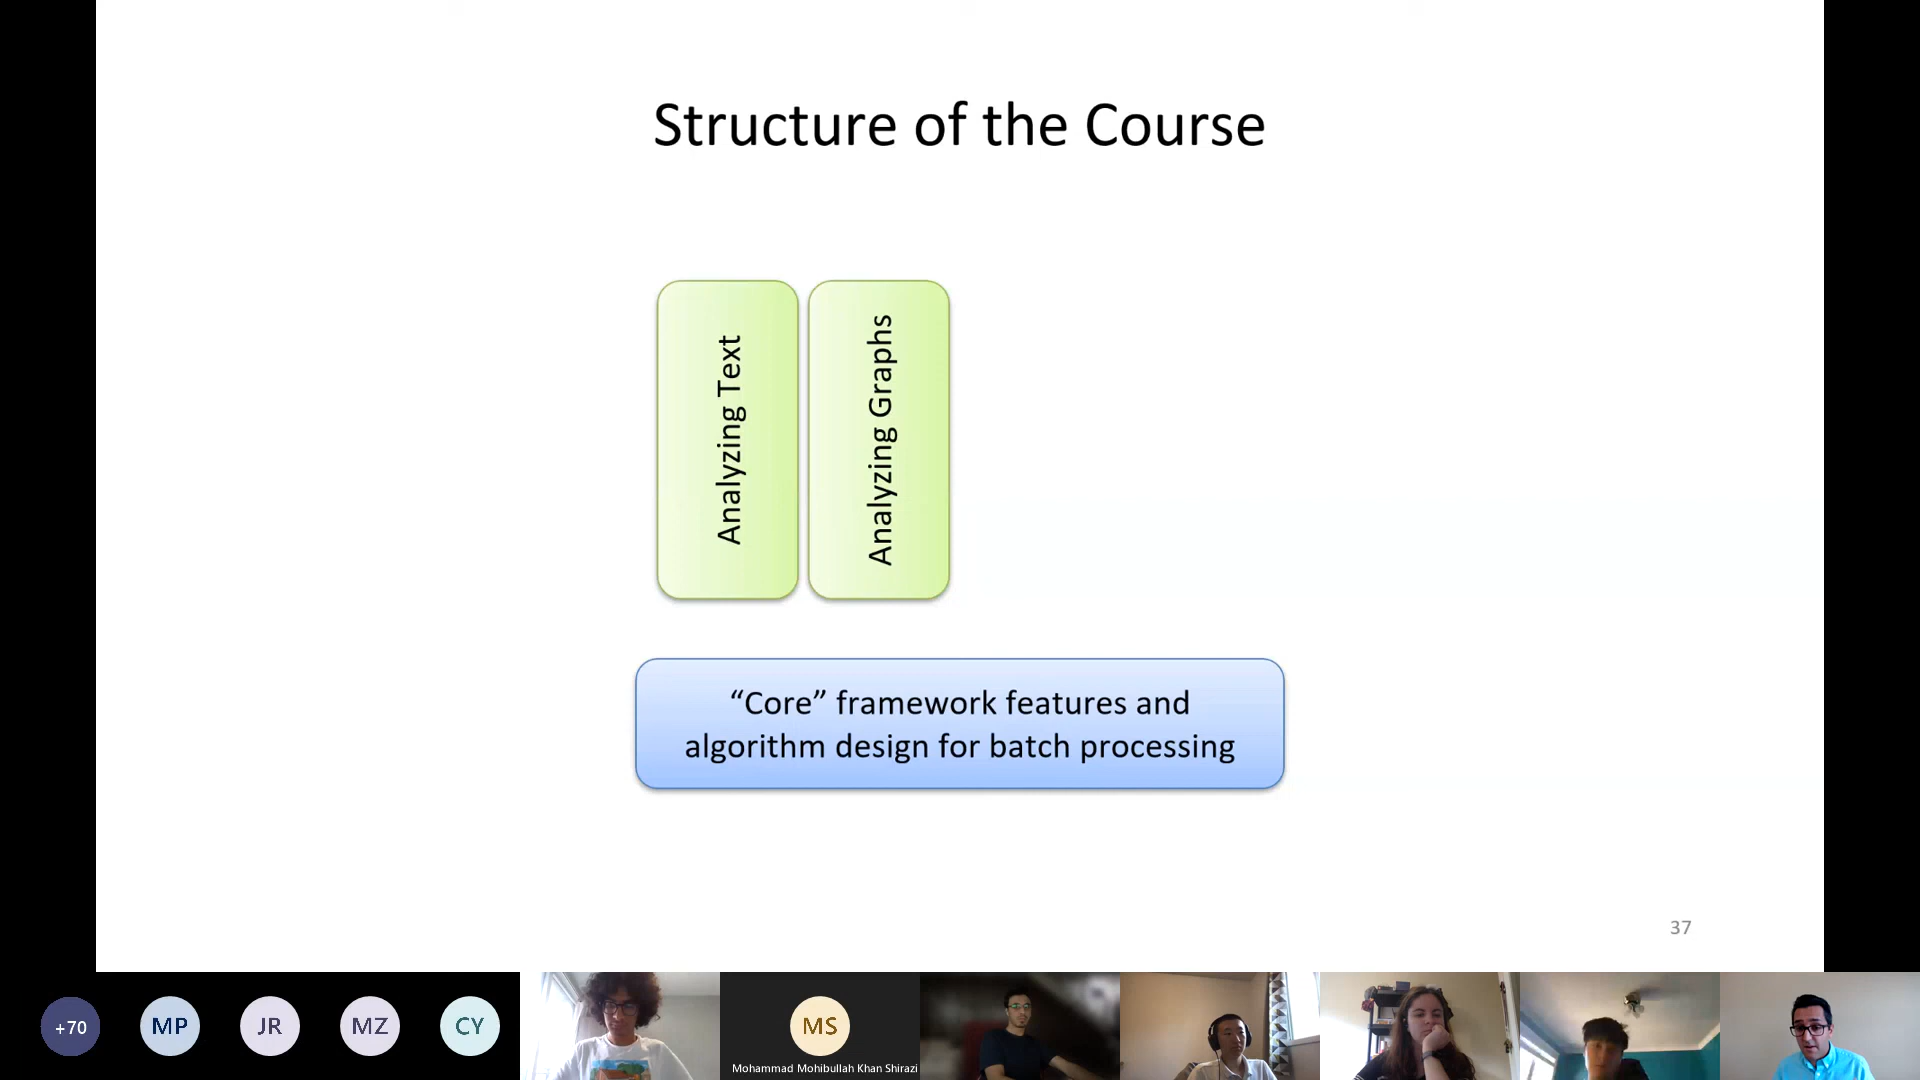 Structure of the Course
Analyzing Text
Analyzing Graphs
“Core” framework features and
algorithm design for batch processing
37
+70
MP
JR
MZ
CY
MS
Mohammad Mohibullah Khan Shirazi